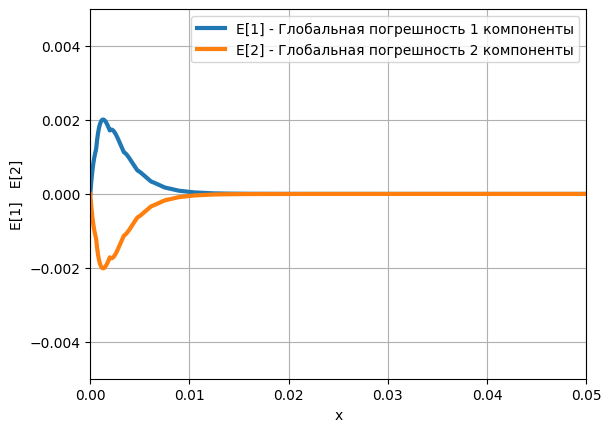 E[1] - Глобальная погрешность 1 компоненты
E[2] - Глобальная погрешность 2 компоненты
0.004
0.002
0.000
−0.002
−0.004
E[1]   E[2]
0.00 0.01 0.02 0.03 0.04 0.05
x